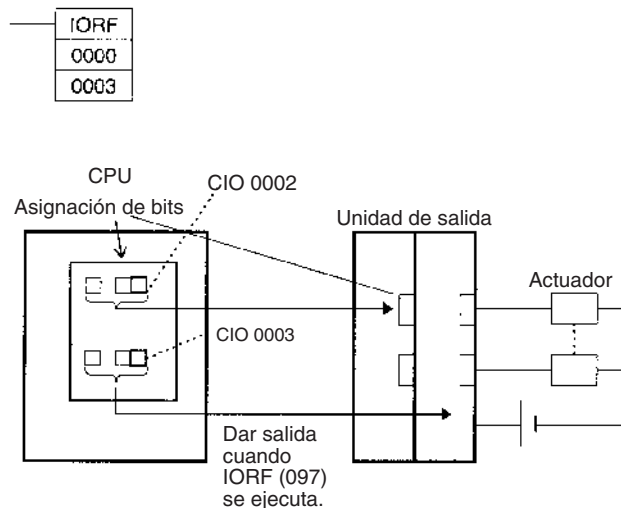 IORF
0000
0003
CPU
CIO 0002
Asignación de bits
Unidad de salida
Actuador
CIO 0003
Dar salida
cuando
IORF (097)
se ejecuta.